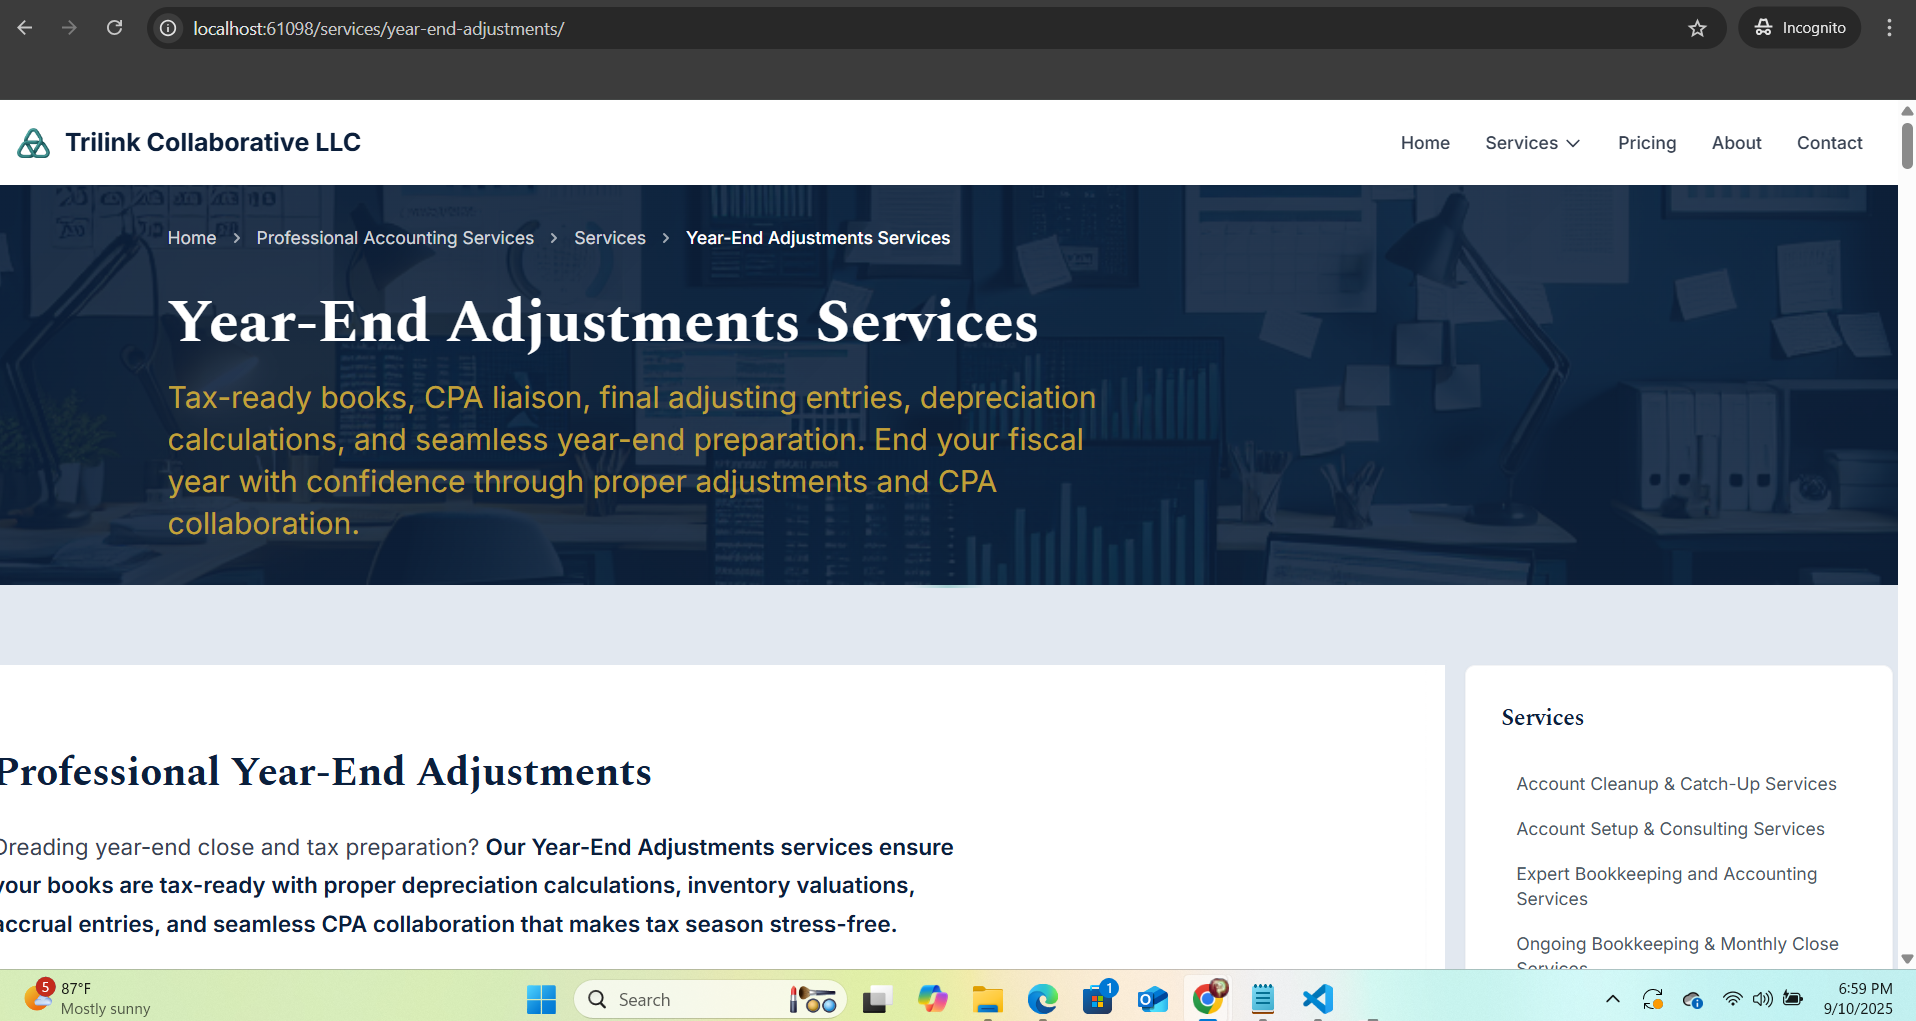 localhost:61098/services/year-end-adjustments/
Incognito
Trilink Collaborative LLC
Home
Services
Pricing
About
Contact
Home > Professional Accounting Services > Services > Year-End Adjustments Services
Year-End Adjustments Services
Tax-ready books, CPA liaison, final adjusting entries, depreciation
calculations, and seamless year-end preparation. End your fiscal
year with confidence through proper adjustments and CPA
collaboration.
Professional Year-End Adjustments
Dreading year-end close and tax preparation? Our Year-End Adjustments services ensure
your books are tax-ready with proper depreciation calculations, inventory valuations,
accrual entries, and seamless CPA collaboration that makes tax season stress-free.
Services
Account Cleanup & Catch-Up Services
Account Setup & Consulting Services
Expert Bookkeeping and Accounting
Services
Ongoing Bookkeeping & Monthly Close
Services
5
87°F
Mostly sunny
Search
1
6:59 PM
9/10/2025